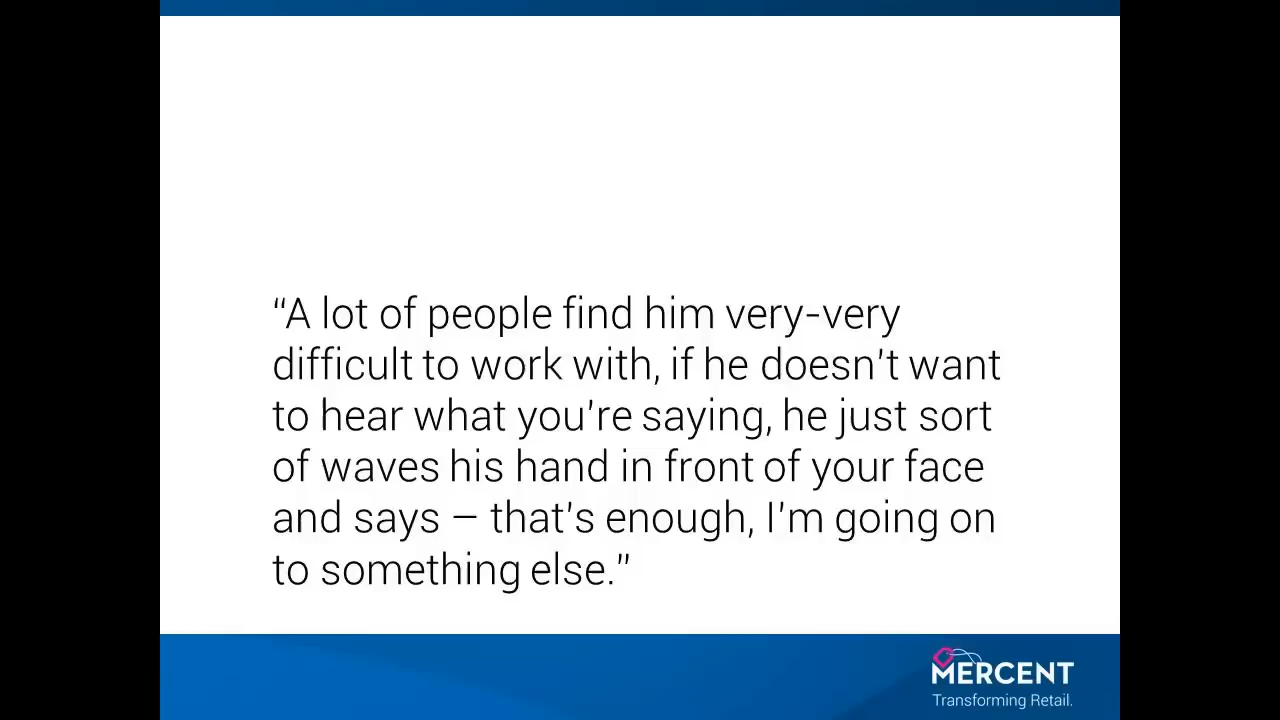 “A lot of people find him very-very
difficult to work with, if he doesn’t want
to hear what you’re saying, he just sort
of waves his hand in front of your face
and says – that’s enough, I’m going on
to something else.”
MERCENT
Transforming Retail.